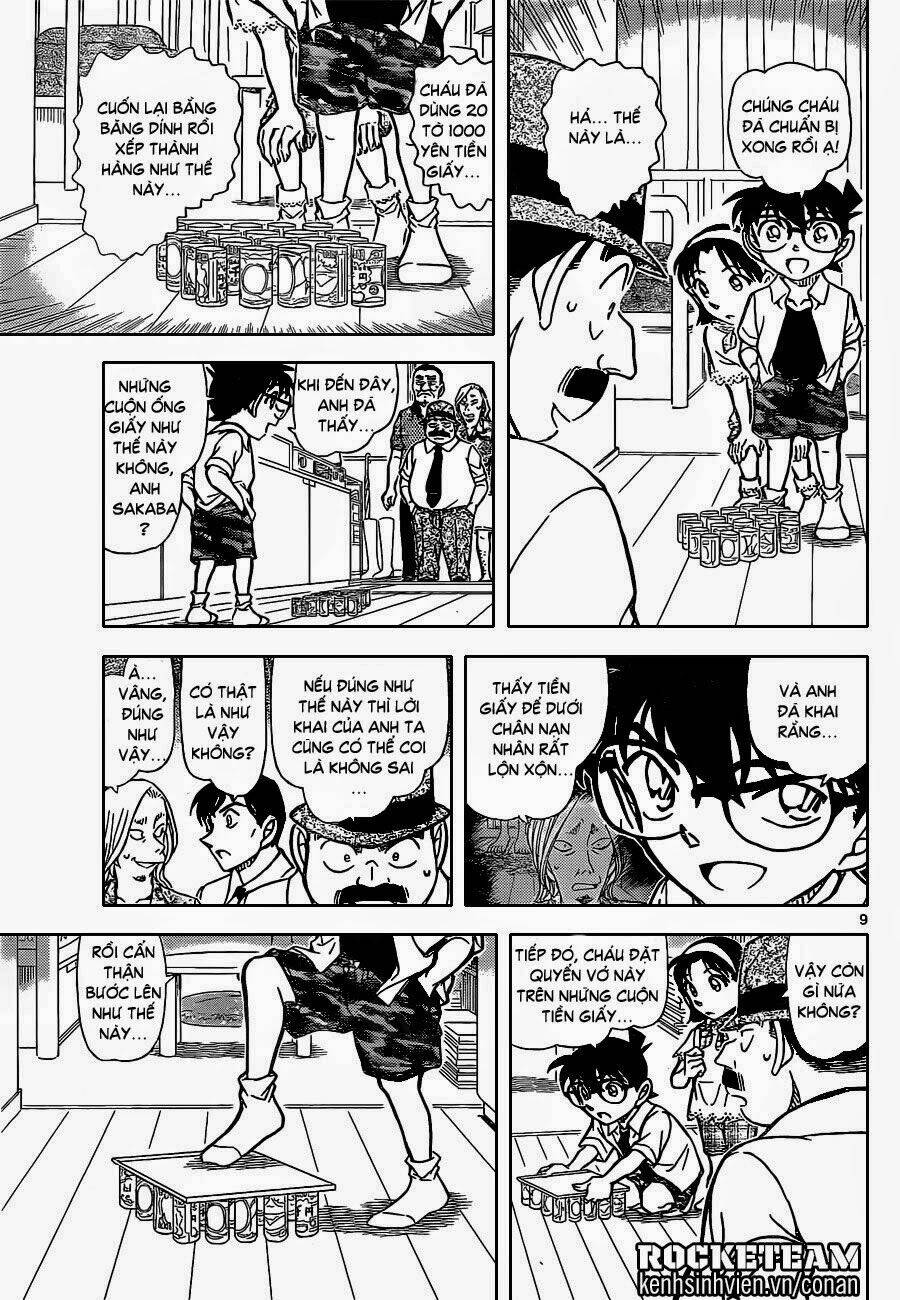 CHÚNG CHÁU
ĐÃ CHUẨN BỊ
XONG RỒI Ạ!
HẢ... THẾ
NÀY LÀ...
CHÁU ĐÃ
DÙNG 20
TỜ 1000
YÊN TIỀN
GIẤY...
CUỐN LẠI BẰNG
BĂNG DÍNH RỒI
XẾP THÀNH
HÀNG NHƯ THẾ
NÀY...
KHI ĐẾN ĐÂY,
ANH ĐÃ
THẤY...
NHỮNG
CUỘN ỐNG
GIẤY NHƯ
THẾ NÀY
KHÔNG,
ANH
SAKABA
?
VÀ ANH
ĐÃ KHAI
RẰNG...
THẤY TIỀN
GIẤY ĐỂ DƯỚI
CHÂN NẠN
NHÂN RẤT
LỘN XỘN...
NẾU ĐÚNG NHƯ
THẾ NÀY THÌ LỜI
KHAI CỦA ANH TA
CŨNG CÓ THỂ COI
LÀ KHÔNG SAI
...
CÓ THẬT
LÀ NHƯ
VẬY
KHÔNG?
À...
VÂNG,
ĐÚNG
NHƯ
VẬY...
9
VẬY CÒN
GÌ NỮA
KHÔNG?
TIẾP ĐÓ, CHÁU ĐẶT
QUYỂN VỞ NÀY
TRÊN NHỮNG CUỘN
TIỀN GIẤY...
RỒI CẨN
THẬN
BƯỚC LÊN
NHƯ THẾ
NÀY...
ROCKETEAM
kenhsinhvien.vn/conan